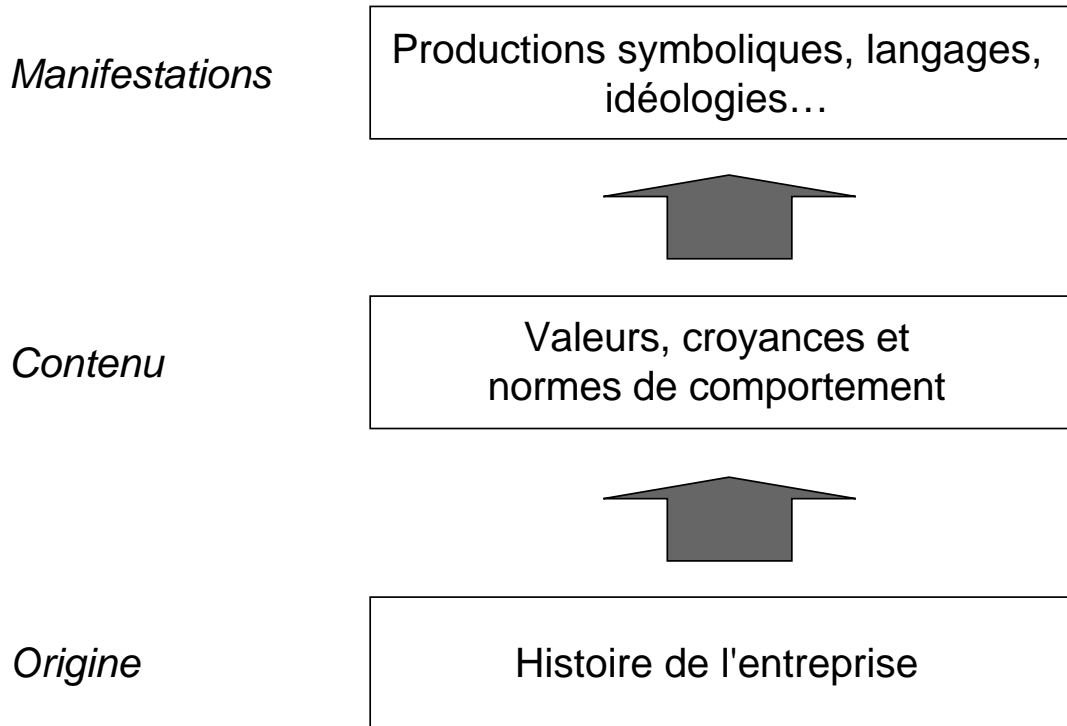 Manifestations
Productions symboliques, langages,
idéologies…
Contenu
Valeurs, croyances et
normes de comportement
Origine
Histoire de l'entreprise